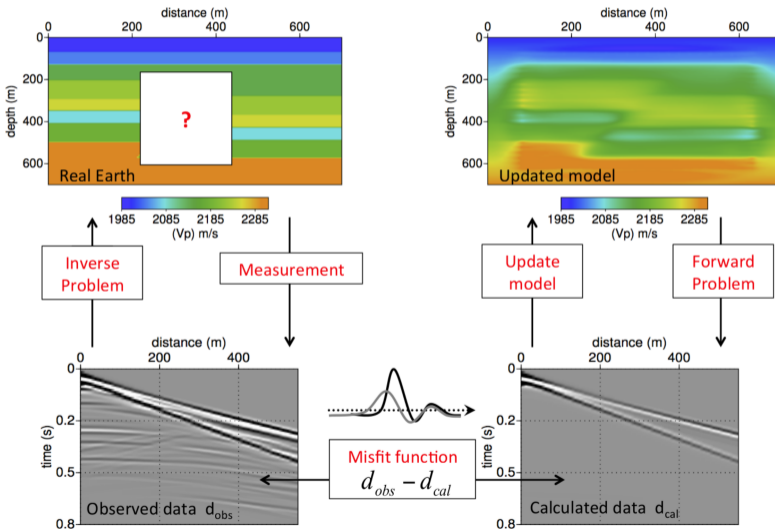 distance (m)
0 200 400 600
depth (m)
0
200
400
600
?
Real Earth
1985 2085 2185 2285
(Vp) m/s
distance (m)
0 200 400 600
depth (m)
0
200
400
600
Updated model
1985 2085 2185 2285
(Vp) m/s
Inverse
Problem
Measurement
Update
model
Forward
Problem
distance (m)
0 200 400
time (s)
0
0.2
0.5
0.8
Observed data d_obs
Misfit function
d_obs − d_cal
distance (m)
0 200 400
time (s)
0
0.2
0.5
0.8
Calculated data d_cal